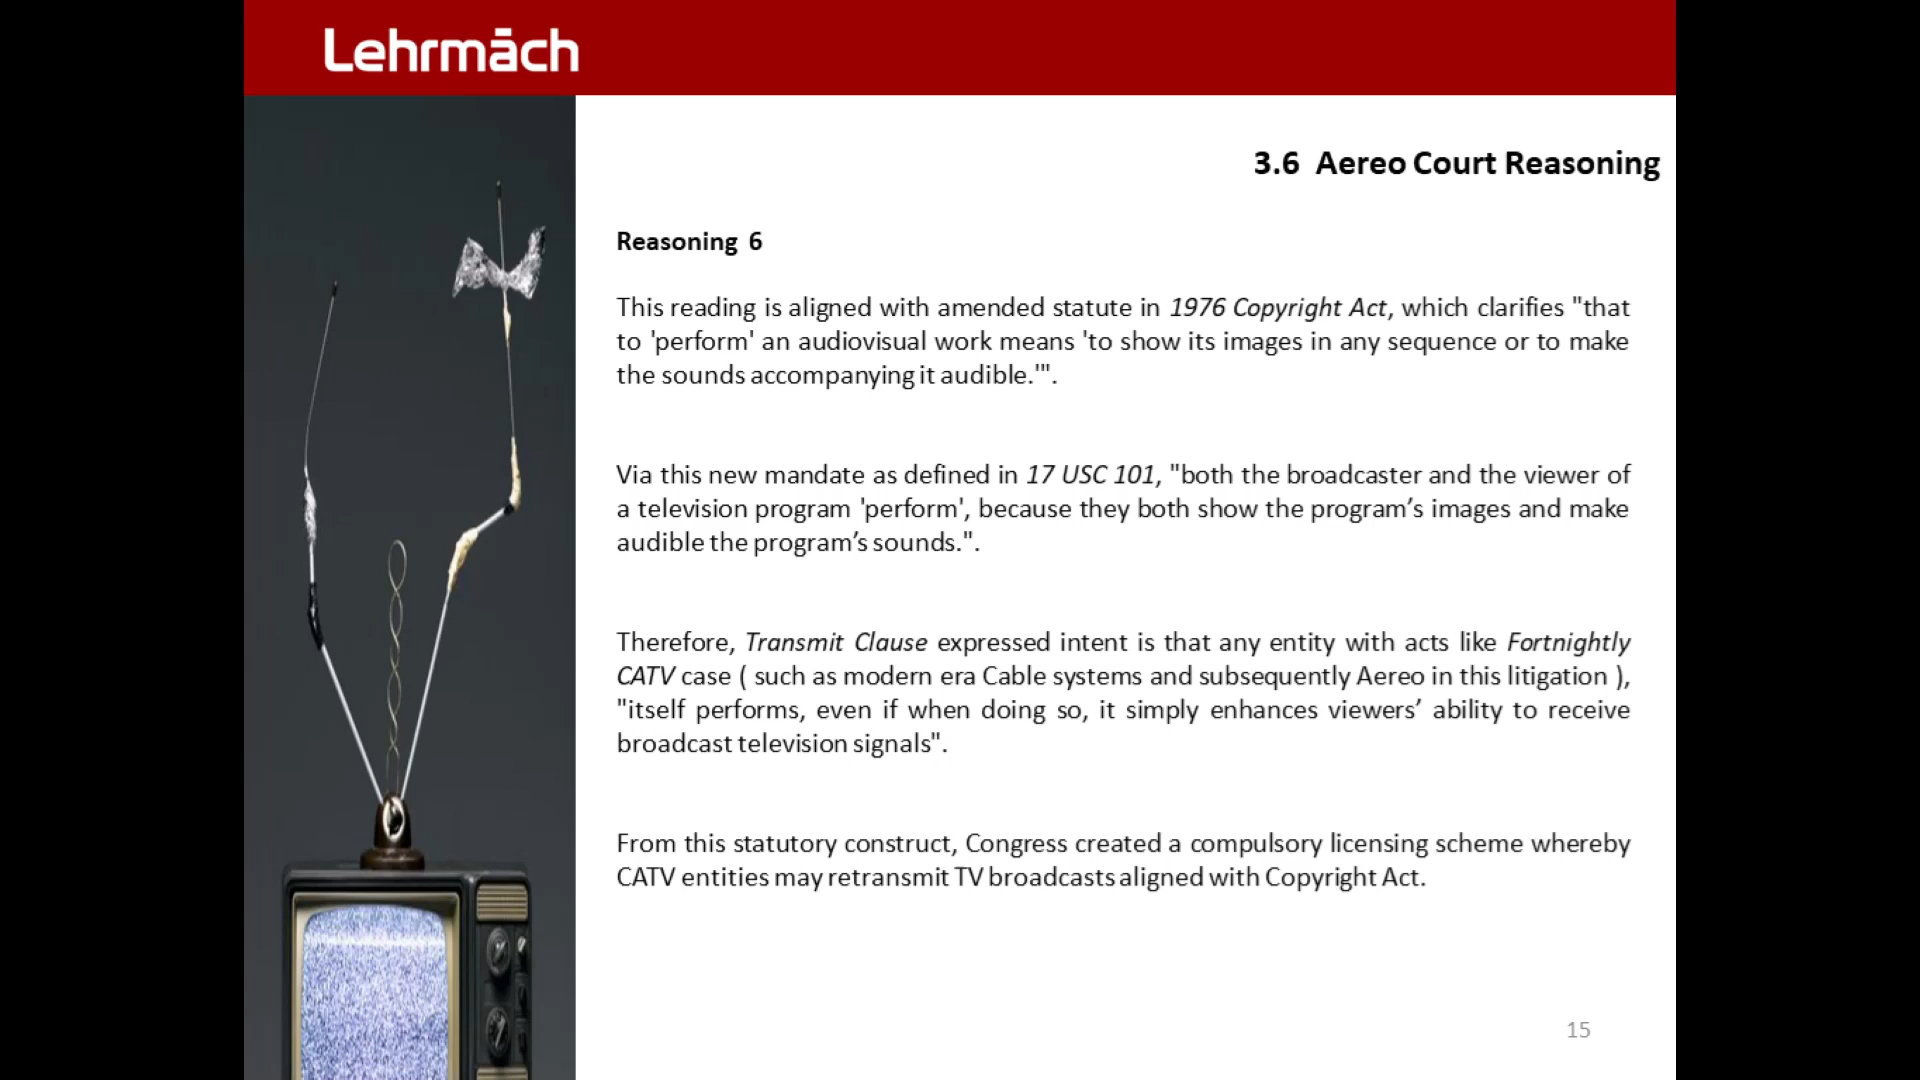 Lehrmāch
3.6 Aereo Court Reasoning
Reasoning 6
This reading is aligned with amended statute in 1976 Copyright Act, which clarifies "that
to 'perform' an audiovisual work means 'to show its images in any sequence or to make
the sounds accompanying it audible.'".
Via this new mandate as defined in 17 USC 101, "both the broadcaster and the viewer of
a television program 'perform', because they both show the program’s images and make
audible the program’s sounds.".
Therefore, Transmit Clause expressed intent is that any entity with acts like Fortnightly
CATV case ( such as modern era Cable systems and subsequently Aereo in this litigation ),
"itself performs, even if when doing so, it simply enhances viewers’ ability to receive
broadcast television signals".
From this statutory construct, Congress created a compulsory licensing scheme whereby
CATV entities may retransmit TV broadcasts aligned with Copyright Act.
15